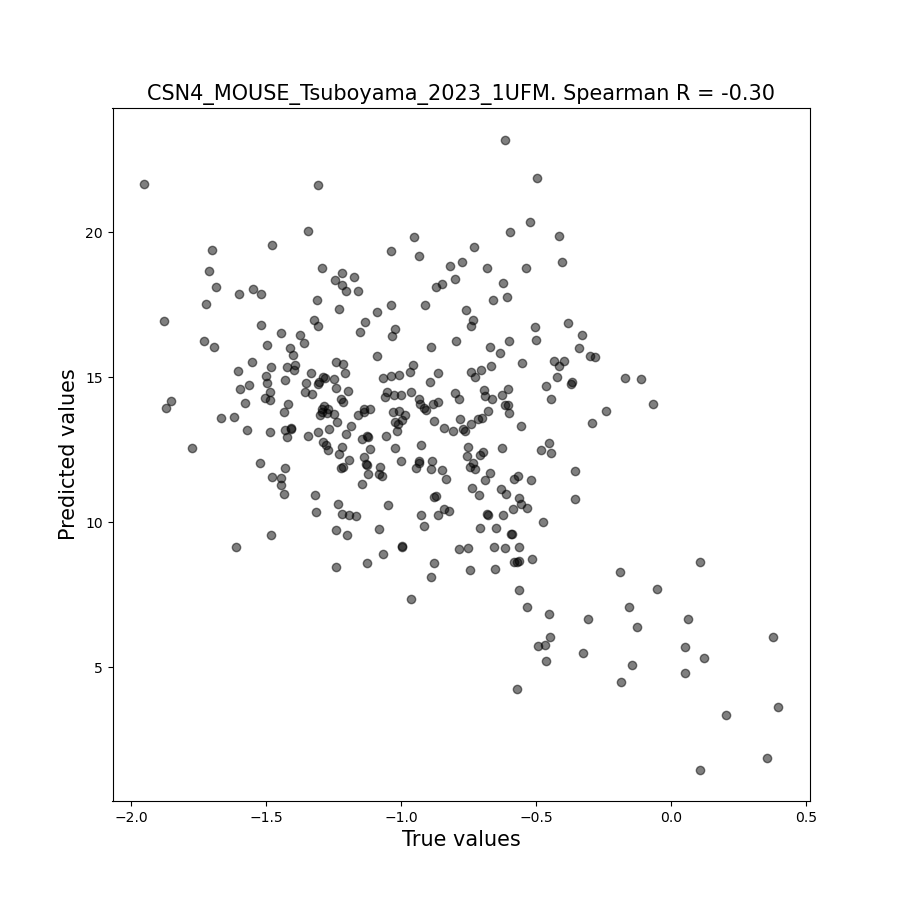 CSN4_MOUSE_Tsuboyama_2023_1UFM. Spearman R = -0.30
Predicted values
20
15
10
5
−2.0 −1.5 −1.0 −0.5 0.0 0.5
True values